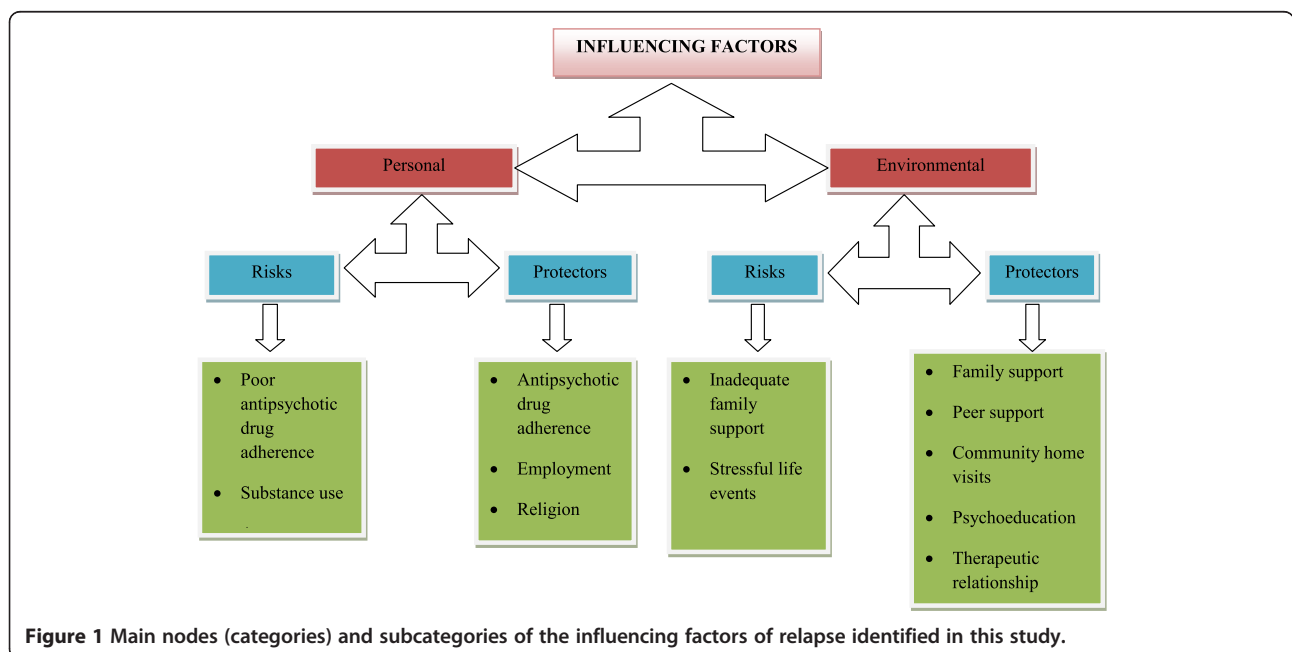 INFLUENCING FACTORS
Personal
Environmental
Risks
Protectors
Risks
Protectors
• Poor
antipsychotic
drug
adherence
• Substance use
.
• Antipsychotic
drug
adherence
• Employment
• Religion
• Inadequate
family
support
• Stressful life
events
• Family support
• Peer support
• Community home
visits
• Psychoeducation
• Therapeutic
relationship
Figure 1 Main nodes (categories) and subcategories of the influencing factors of relapse identified in this study.